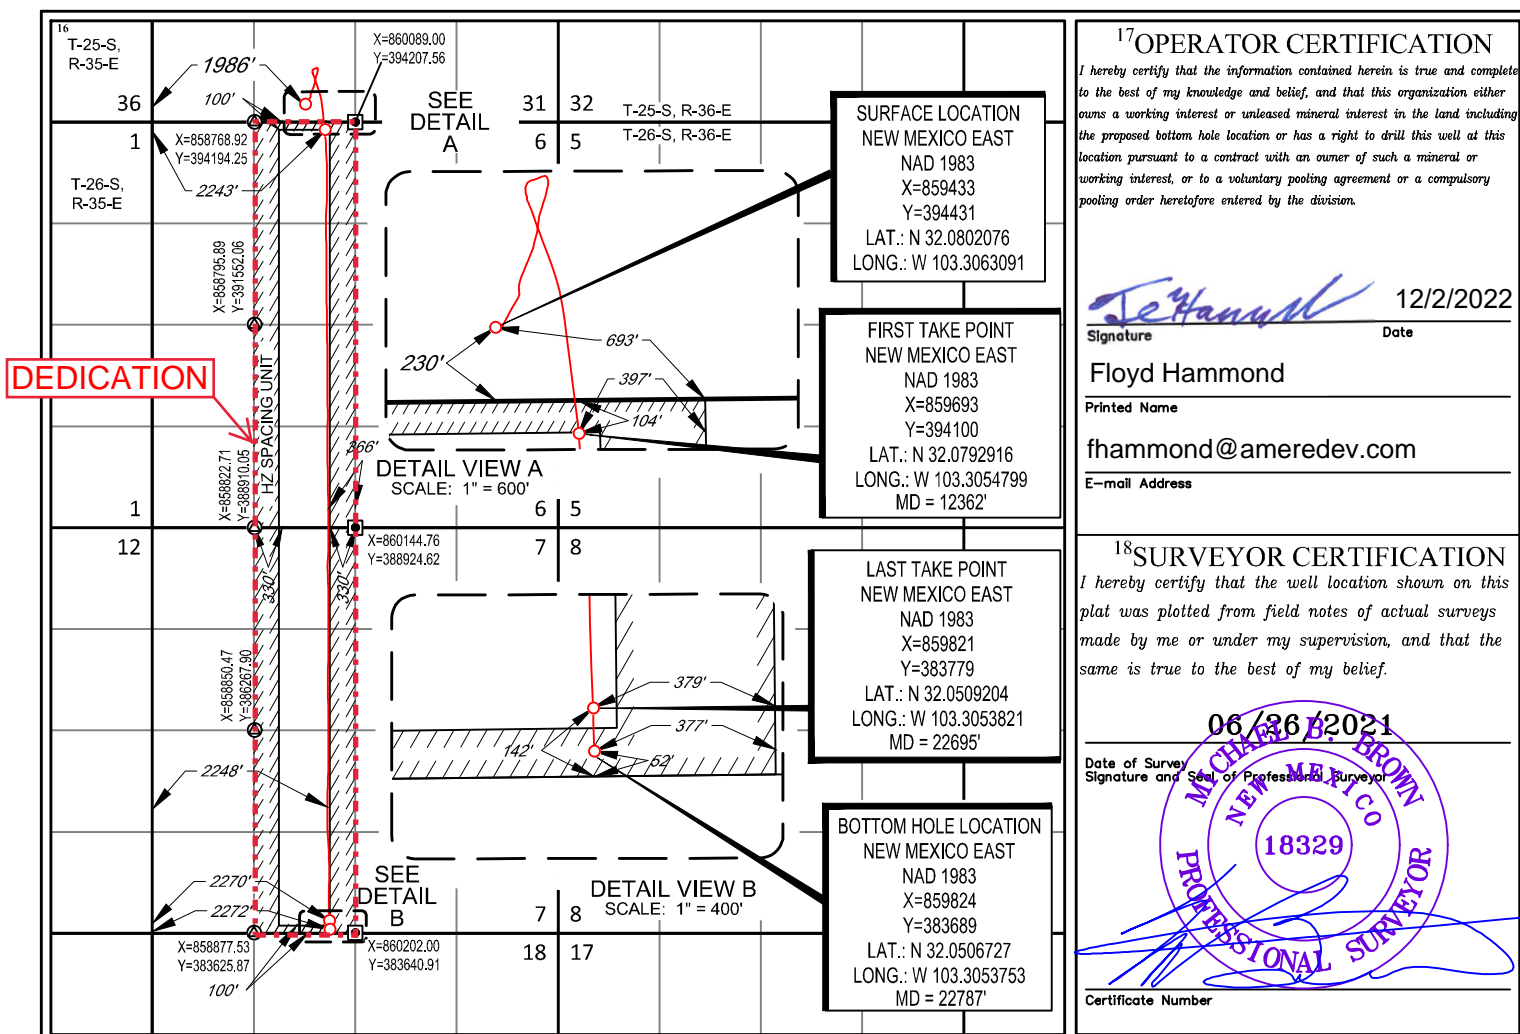 16
T-25-S,
R-35-E
36
1
T-26-S,
R-35-E
1986'
100'
X=860089.00
Y=394207.56
SEE
DETAIL
A
31 32
6 5
T-25-S, R-36-E
T-26-S, R-36-E
X=858768.92
Y=394194.25
2243'
X=858795.89
Y=391552.06
DEDICATION
HZ SPACING UNIT
X=858822.71
Y=388910.05
366'
230'
693'
397'
104'
DETAIL VIEW A
SCALE: 1" = 600'
1
12
6 5
7 8
X=860144.76
Y=388924.62
330'
330'
X=858850.47
Y=386267.90
379'
377'
142'
52'
2248'
2270'
2272'
SEE
DETAIL
B
DETAIL VIEW B
SCALE: 1" = 400'
7 8
18 17
X=858877.53
Y=383625.87
100'
X=860202.00
Y=383640.91
SURFACE LOCATION
NEW MEXICO EAST
NAD 1983
X=859433
Y=394431
LAT.: N 32.0802076
LONG.: W 103.3063091
FIRST TAKE POINT
NEW MEXICO EAST
NAD 1983
X=859693
Y=394100
LAT.: N 32.0792916
LONG.: W 103.3054799
MD = 12362'
LAST TAKE POINT
NEW MEXICO EAST
NAD 1983
X=859821
Y=383779
LAT.: N 32.0509204
LONG.: W 103.3053821
MD = 22695'
BOTTOM HOLE LOCATION
NEW MEXICO EAST
NAD 1983
X=859824
Y=383689
LAT.: N 32.0506727
LONG.: W 103.3053753
MD = 22787'
17 OPERATOR CERTIFICATION
I hereby certify that the information contained herein is true and complete
to the best of my knowledge and belief, and that this organization either
owns a working interest or unleased mineral interest in the land including
the proposed bottom hole location or has a right to drill this well at this
location pursuant to a contract with an owner of such a mineral or
working interest, or to a voluntary pooling agreement or a compulsory
pooling order heretofore entered by the division.
12/2/2022
Signature Date
Floyd Hammond
Printed Name
fhammond@ameredev.com
E-mail Address
18 SURVEYOR CERTIFICATION
I hereby certify that the well location shown on this
plat was plotted from field notes of actual surveys
made by me or under my supervision, and that the
same is true to the best of my belief.
06/26/2021
Date of Survey
Signature and Seal of Professional Surveyor
MICHAEL B. BROWN
NEW MEXICO
18329
PROFESSIONAL SURVEYOR
Certificate Number